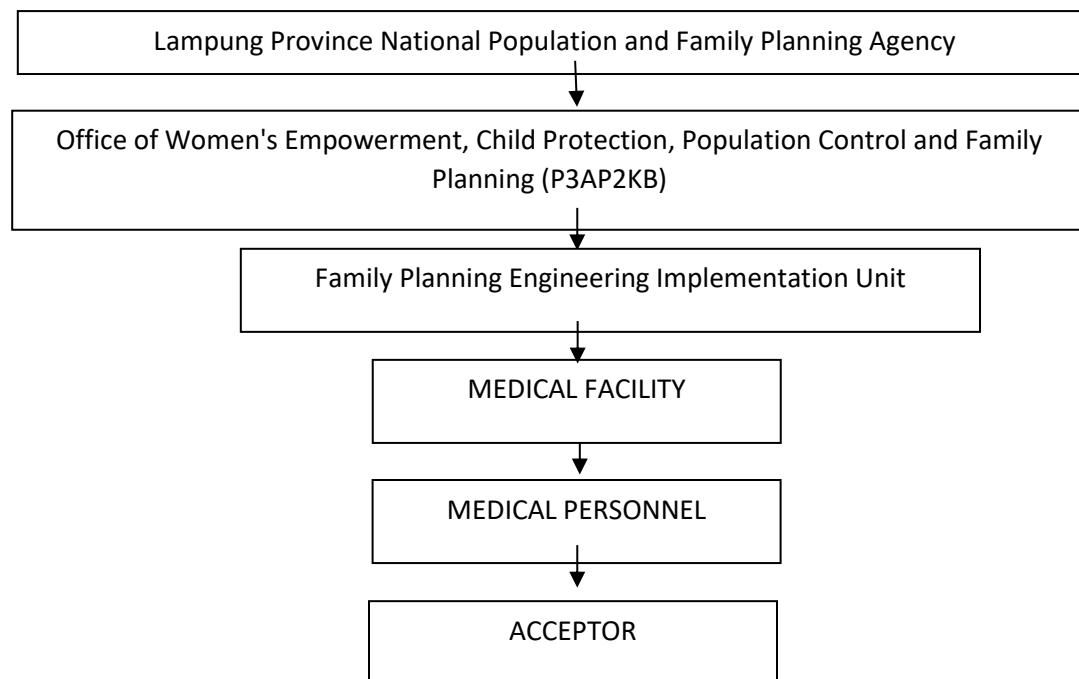 Lampung Province National Population and Family Planning Agency
Office of Women's Empowerment, Child Protection, Population Control and Family
Planning (P3AP2KB)
Family Planning Engineering Implementation Unit
MEDICAL FACILITY
MEDICAL PERSONNEL
ACCEPTOR